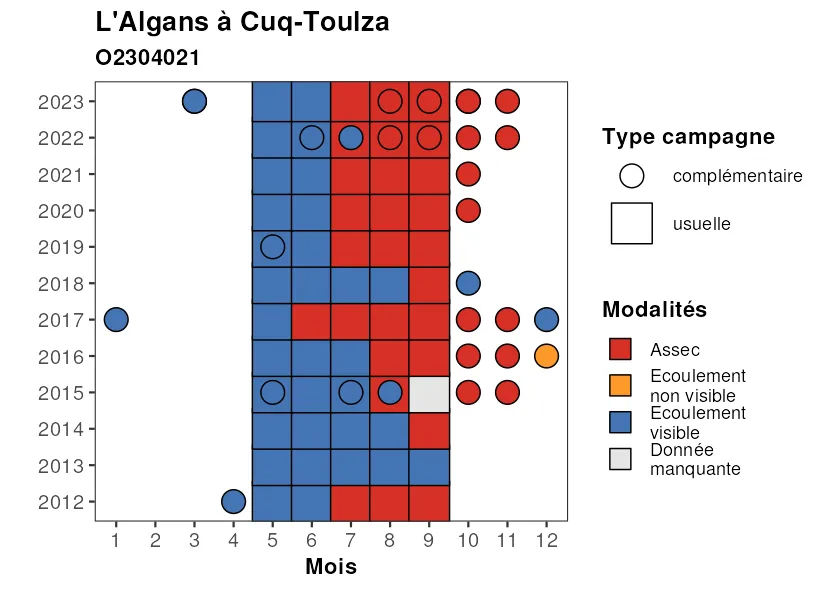 L'Algans à Cuq-Toulza
O2304021
2023
2022
2021
2020
2019
2018
2017
2016
2015
2014
2013
2012
1 2 3 4 5 6 7 8 9 10 11 12
Mois
Type campagne
complémentaire
usuelle
Modalités
Assec
Ecoulement
non visible
Ecoulement
visible
Donnée
manquante